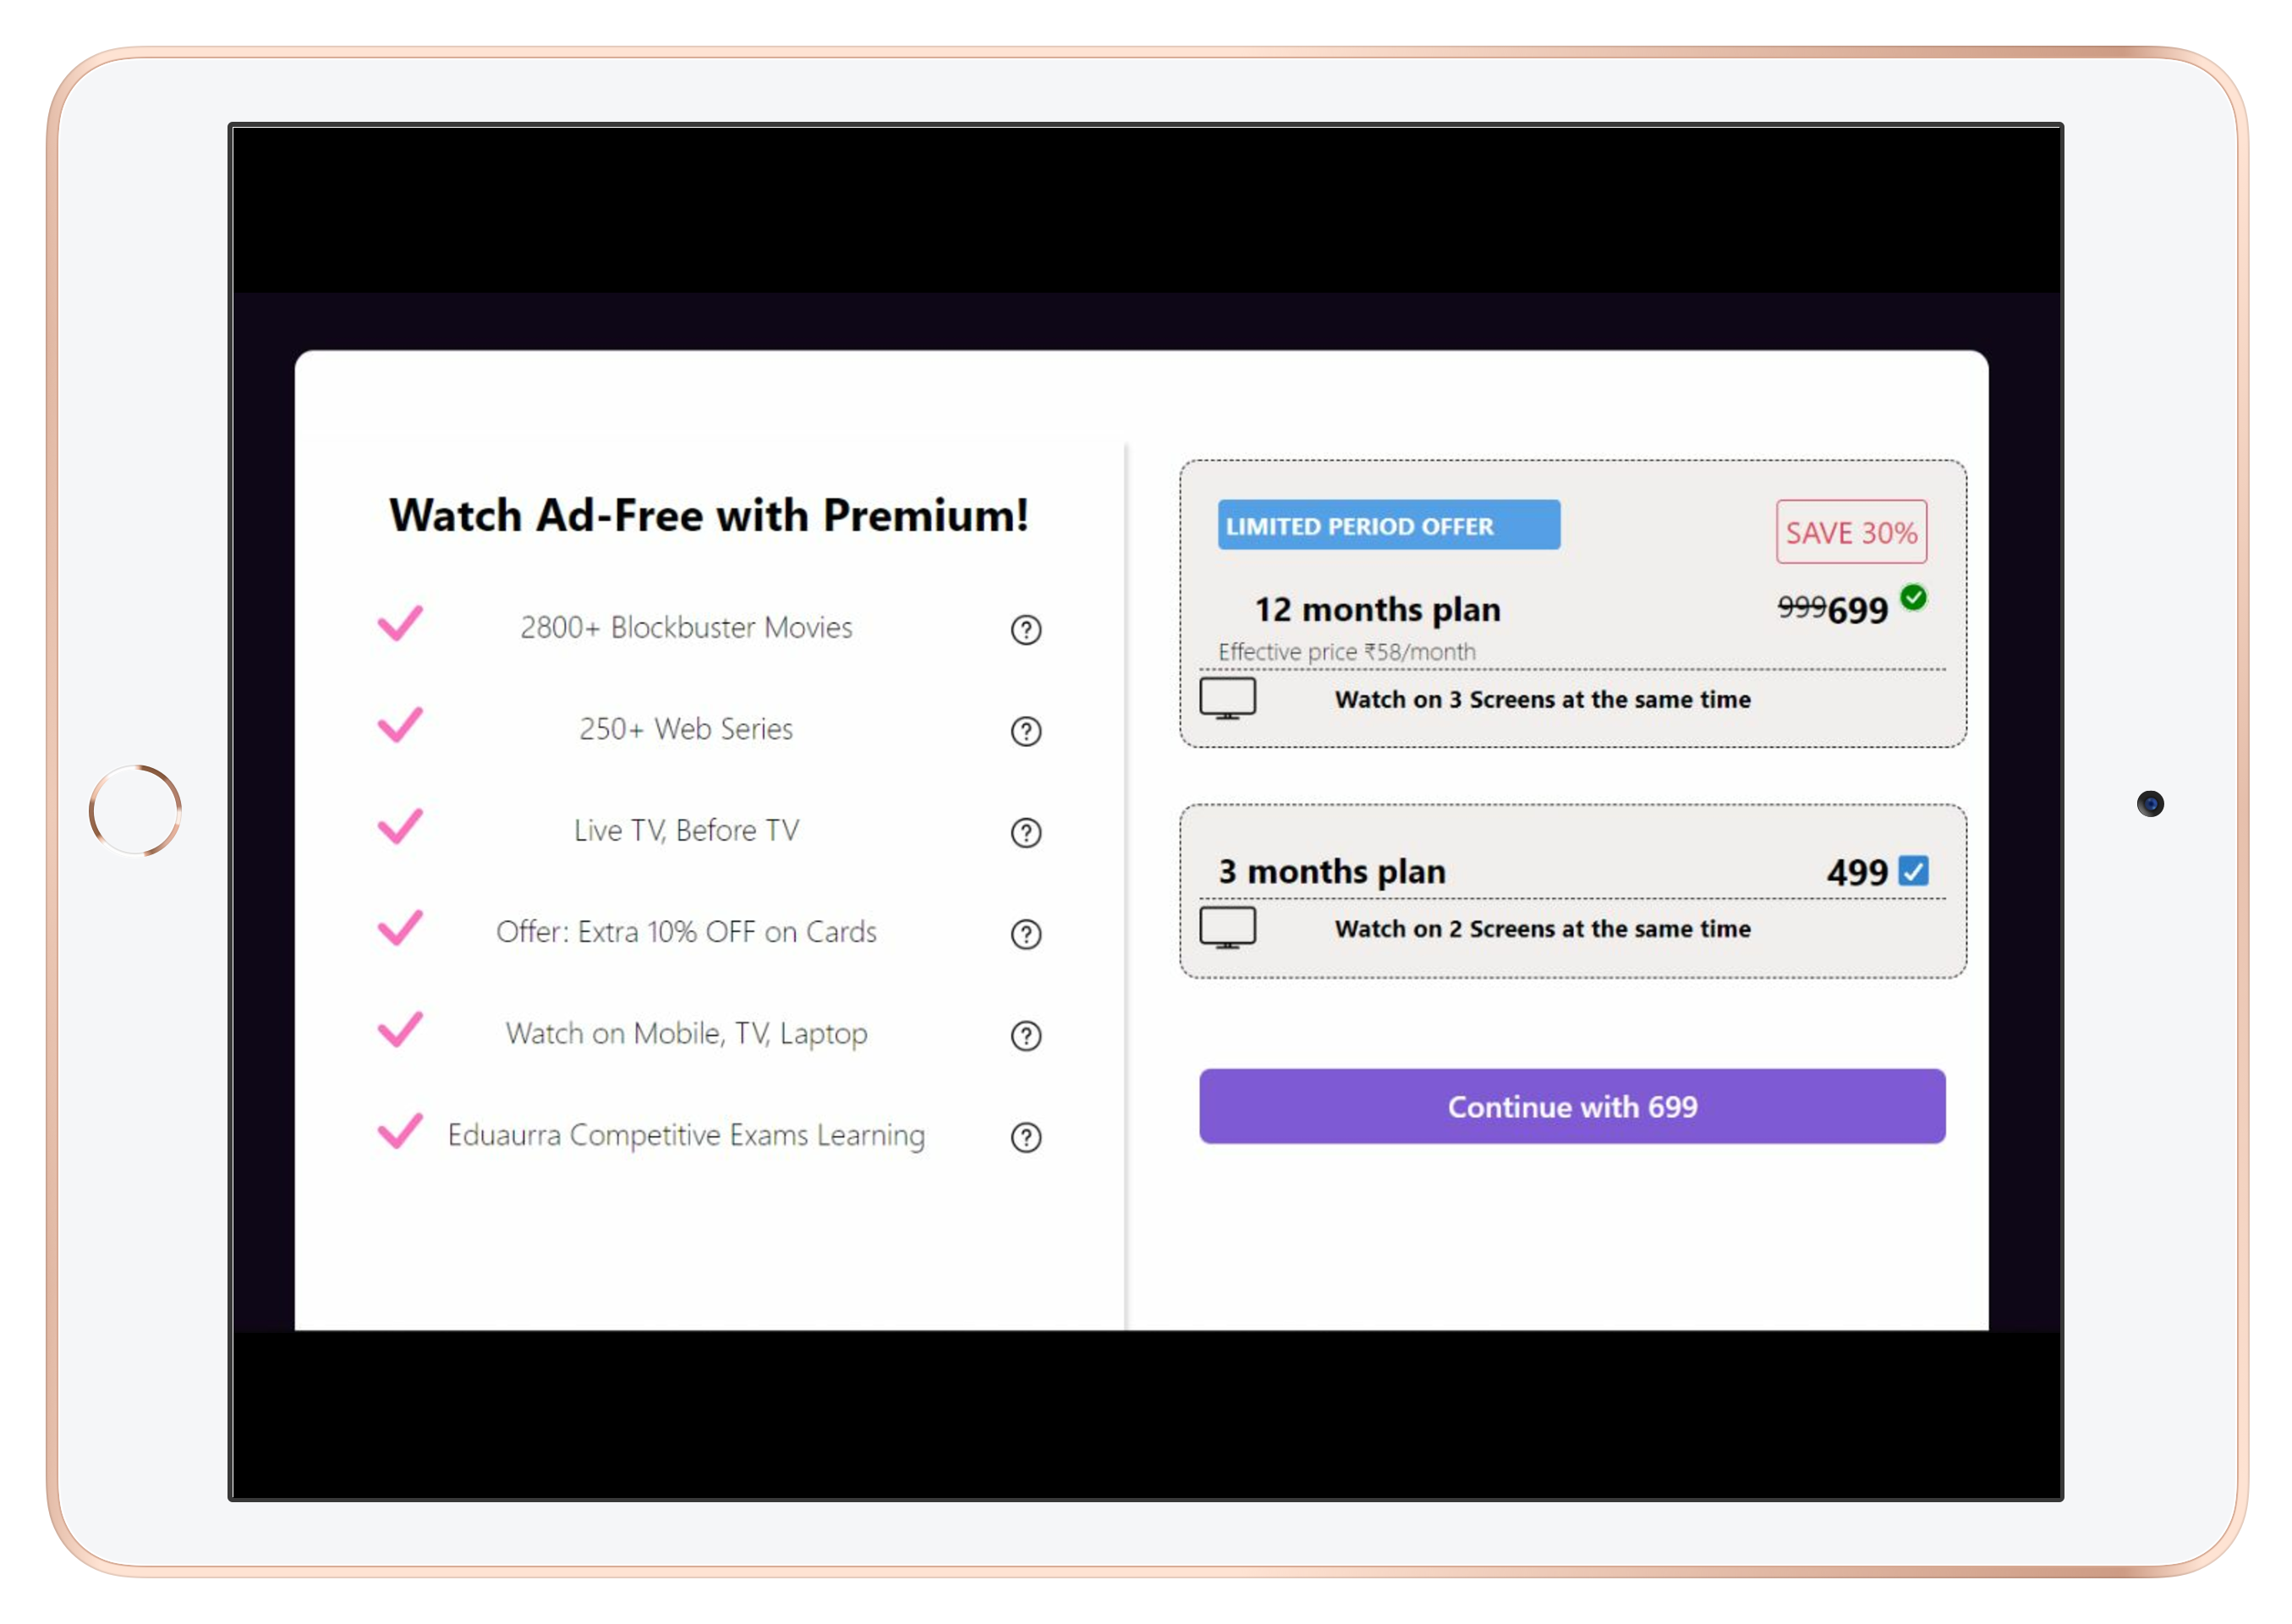 Watch Ad-Free with Premium!
2800+ Blockbuster Movies
250+ Web Series
Live TV, Before TV
Offer: Extra 10% OFF on Cards
Watch on Mobile, TV, Laptop
Eduaurra Competitive Exams Learning
LIMITED PERIOD OFFER
SAVE 30%
12 months plan
999699
Effective price ₹58/month
Watch on 3 Screens at the same time
3 months plan
499
Watch on 2 Screens at the same time
Continue with 699